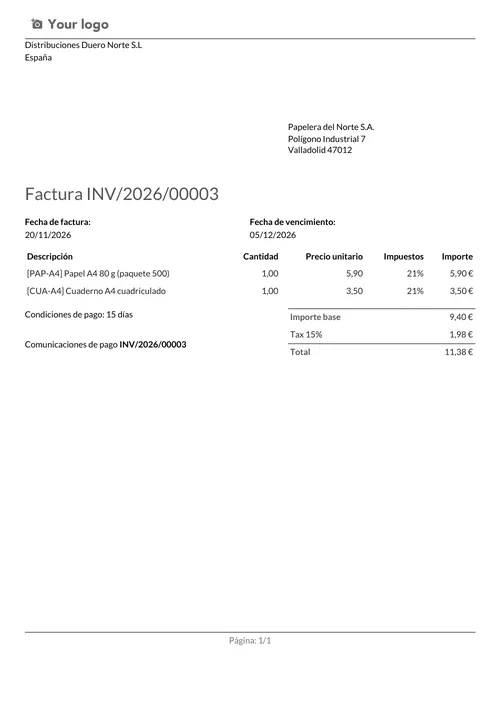 Your logo
Distribuciones Duero Norte S.L
España
Papelera del Norte S.A.
Polígono Industrial 7
Valladolid 47012
Factura INV/2026/00003
Fecha de factura: Fecha de vencimiento:
20/11/2026 05/12/2026
Descripción Cantidad Precio unitario Impuestos Importe
[PAP-A4] Papel A4 80 g (paquete 500) 1,00 5,90 21% 5,90 €
[CUA-A4] Cuaderno A4 cuadriculado 1,00 3,50 21% 3,50 €
Condiciones de pago: 15 días
Importe base 9,40 €
Tax 15% 1,98 €
Comunicaciones de pago INV/2026/00003
Total 11,38 €
Página: 1/1